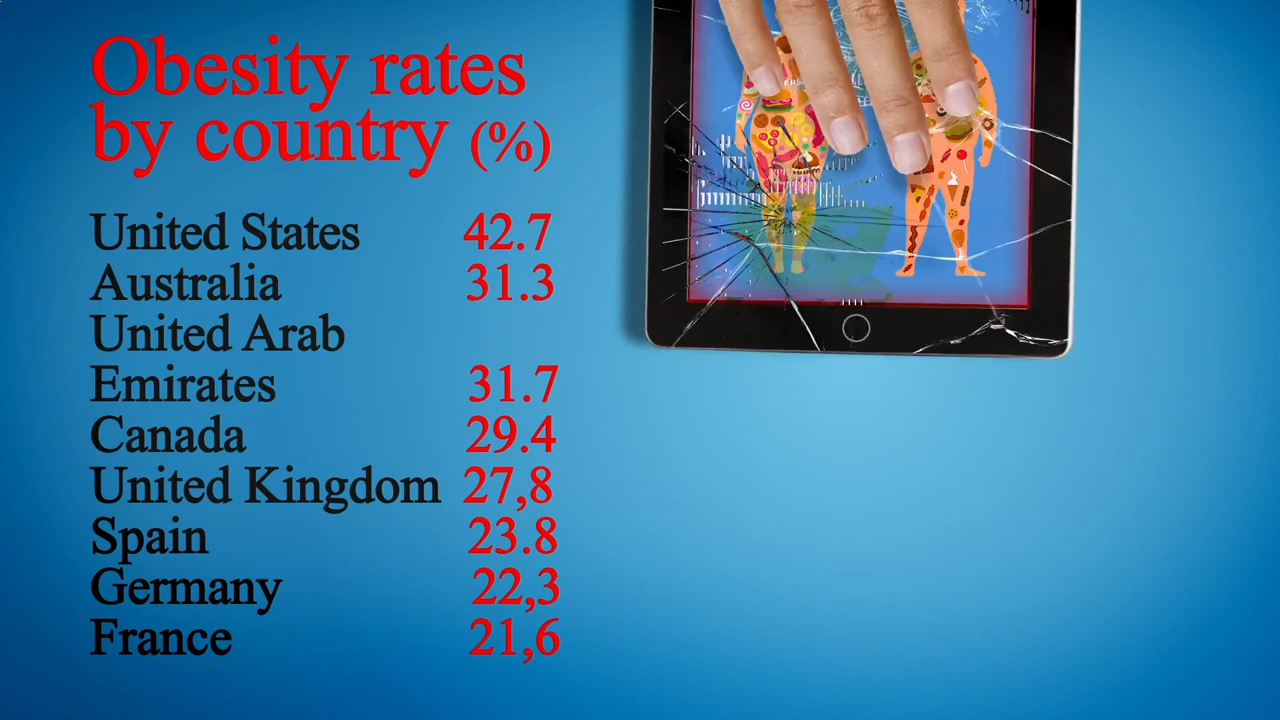 Obesity rates
by country (%)
United States 42.7
Australia 31.3
United Arab
Emirates 31.7
Canada 29.4
United Kingdom 27,8
Spain 23.8
Germany 22,3
France 21,6